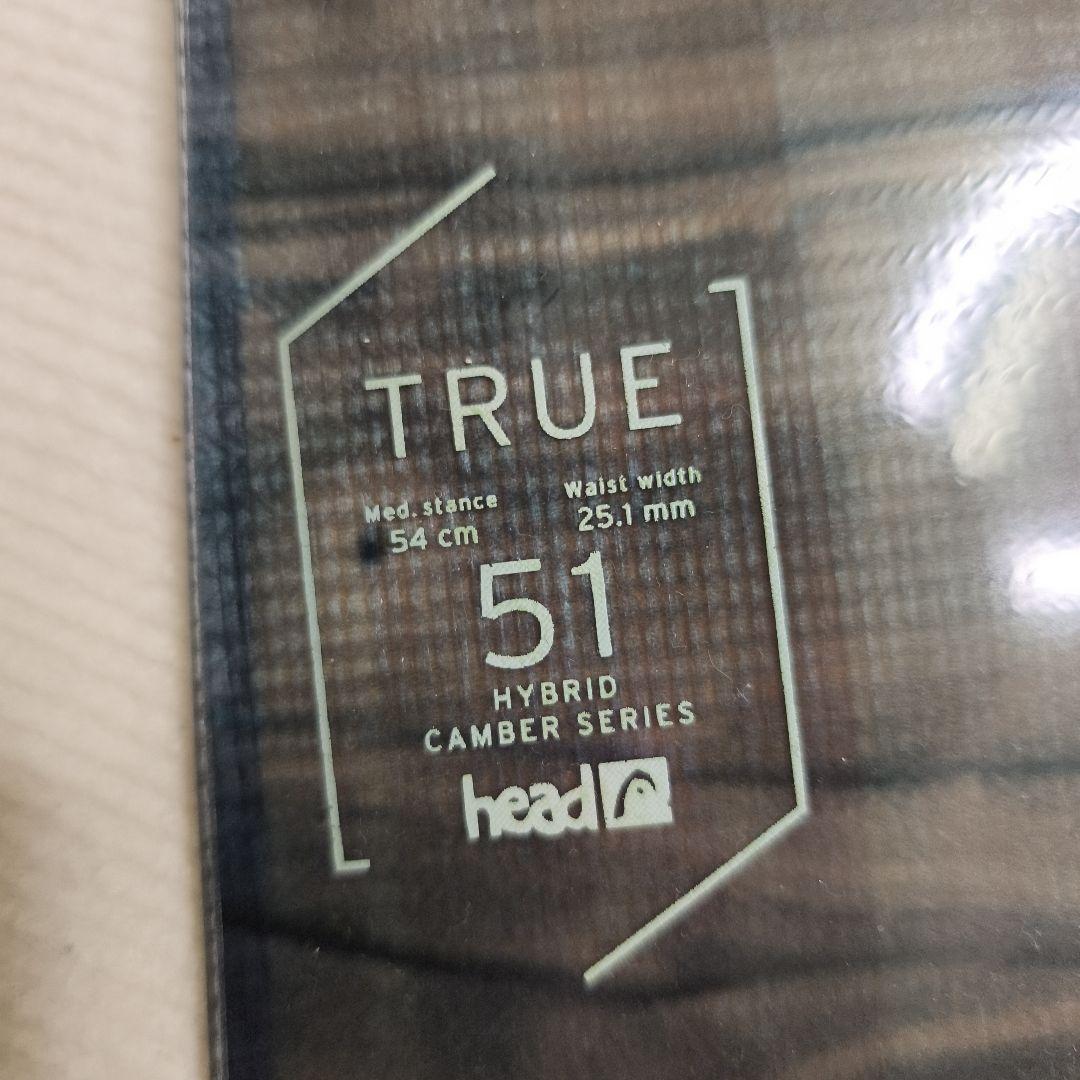 TRUE
Med. stance Waist width
54 cm 25.1 mm
51
HYBRID
CAMBER SERIES
head